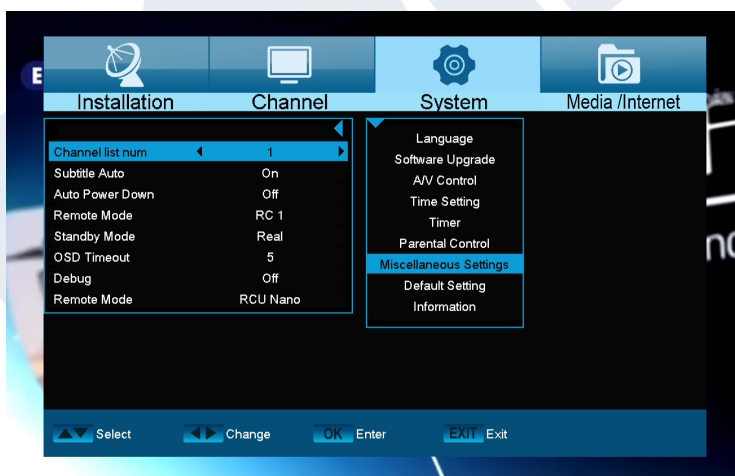 Installation Channel System Media /Internet
Channel list num 1
Subtitle Auto On
Auto Power Down Off
Remote Mode RC 1
Standby Mode Real
OSD Timeout 5
Debug Off
Remote Mode RCU Nano
Language
Software Upgrade
A/V Control
Time Setting
Timer
Parental Control
Miscellaneous Settings
Default Setting
Information
Select Change OK Enter EXIT Exit